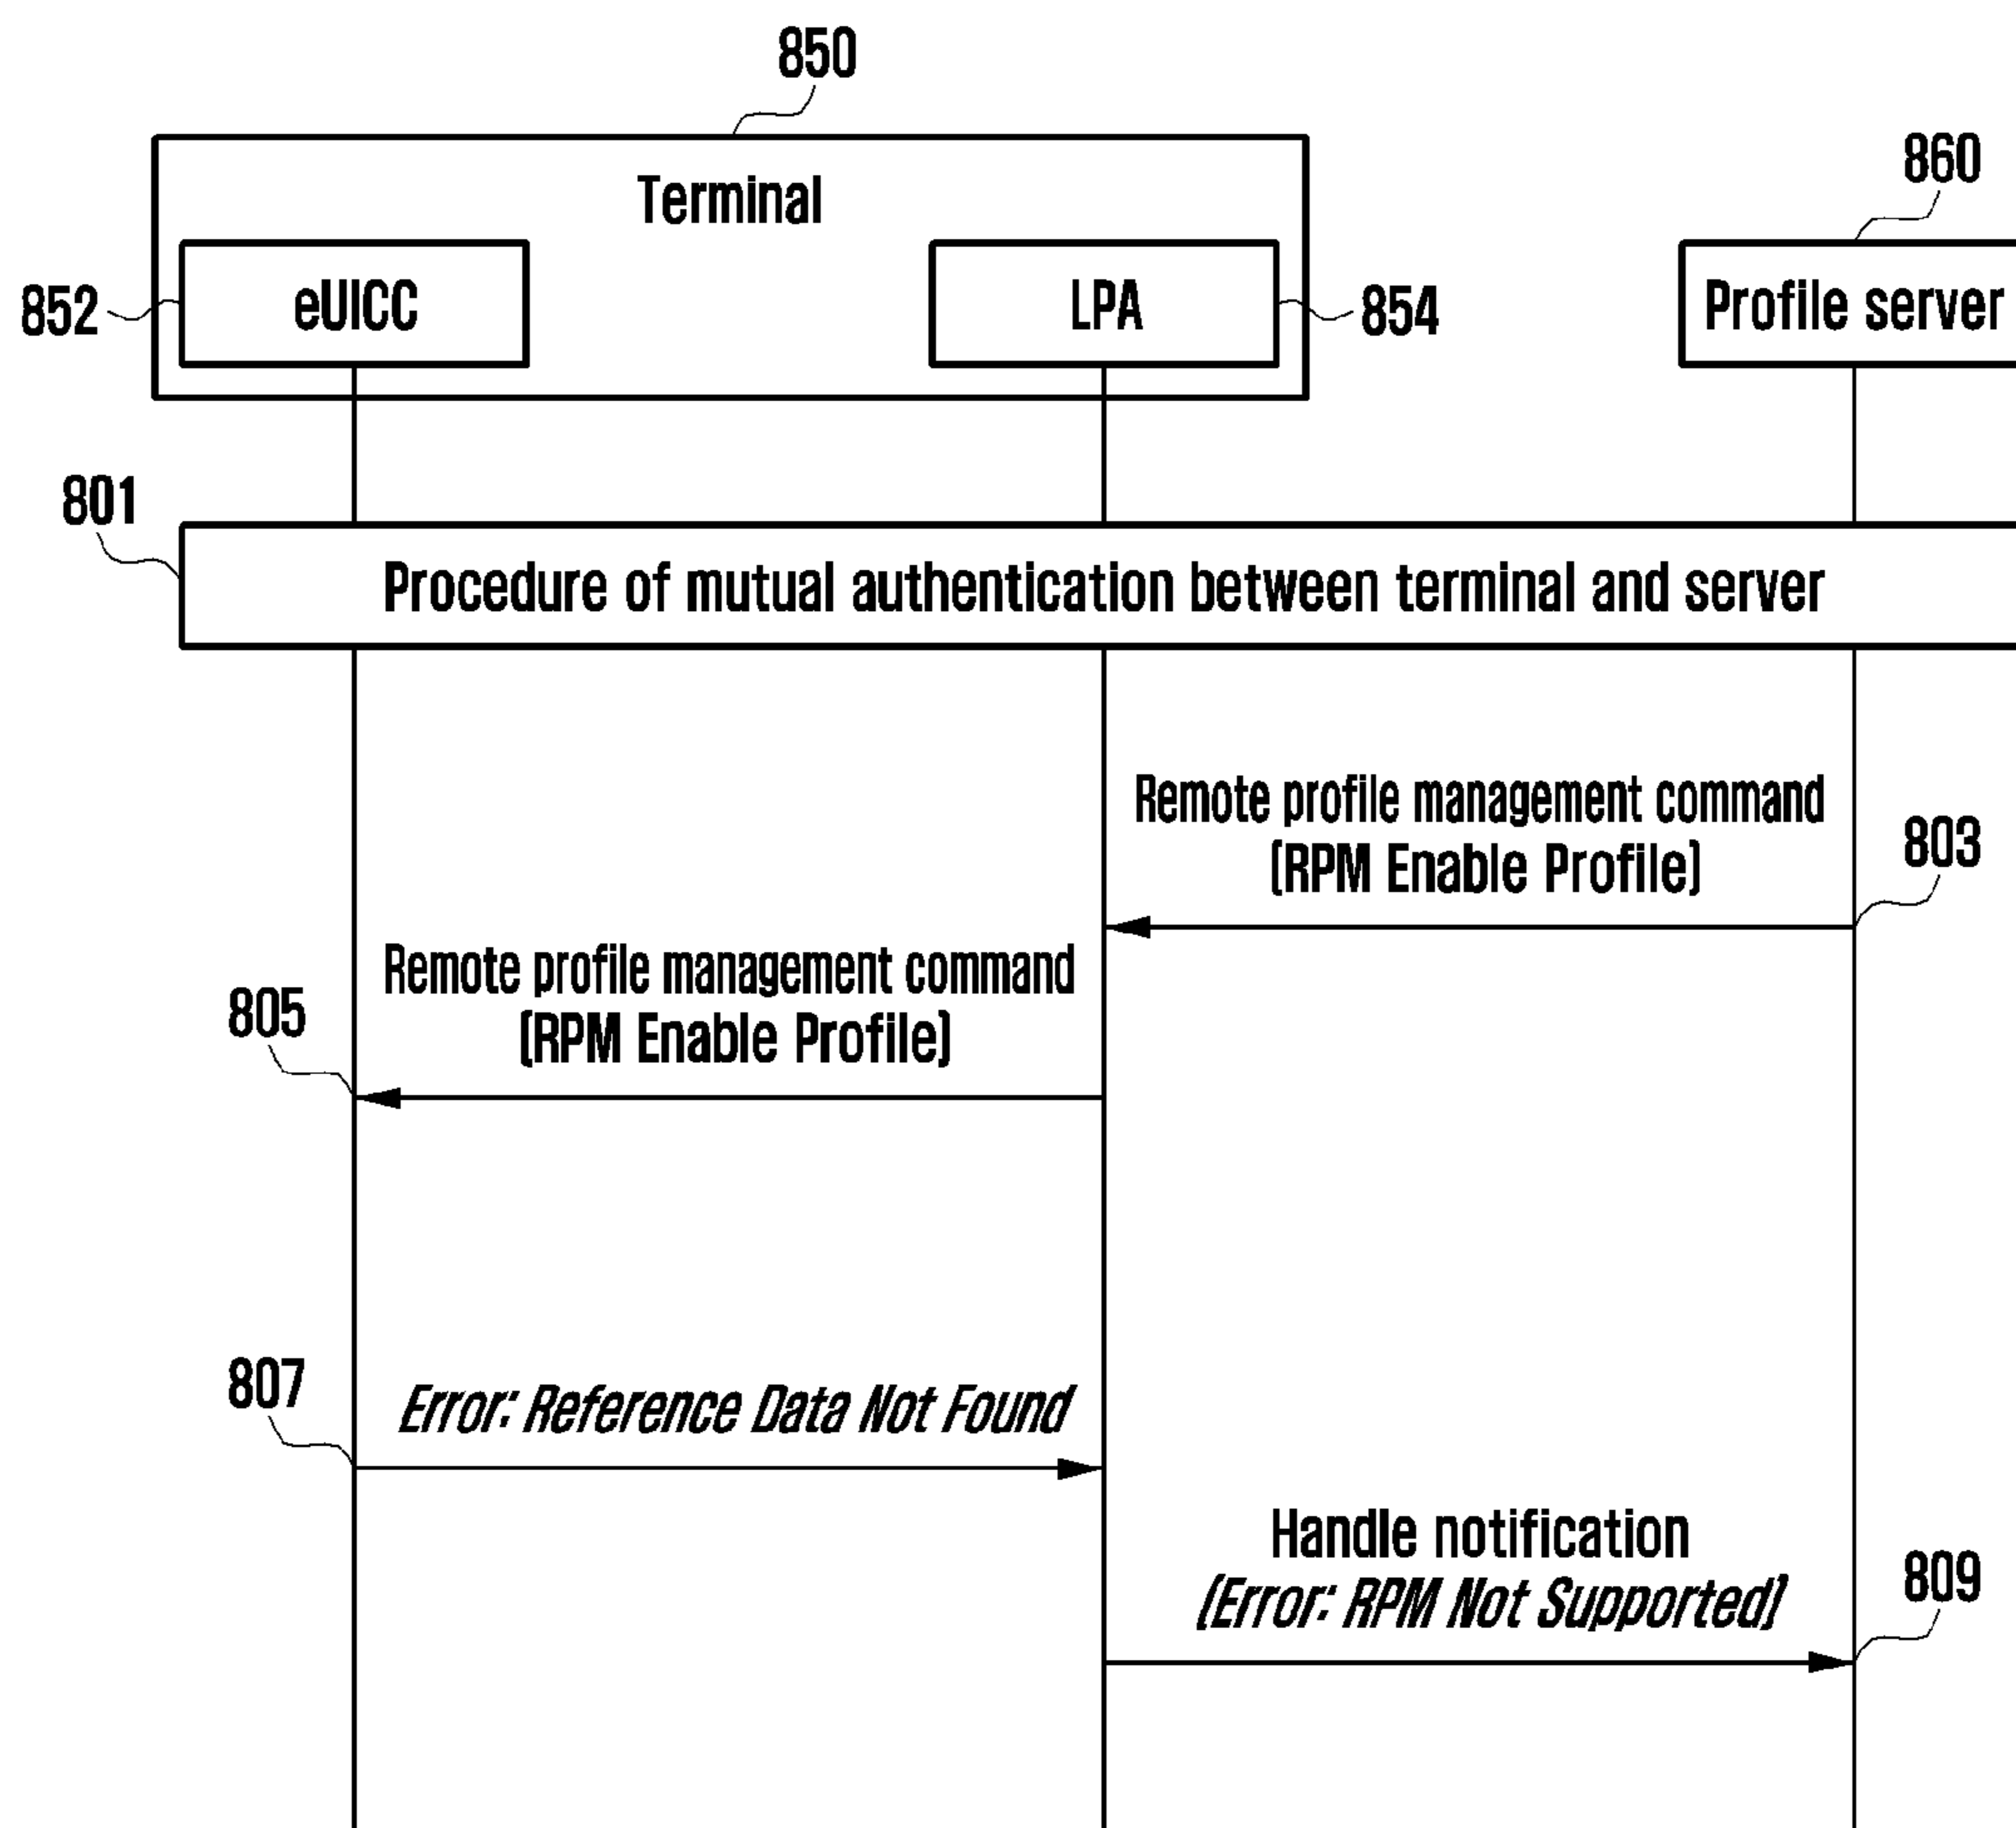 850
860
Terminal
eUICC
LPA
Profile server
852
854
801
Procedure of mutual authentication between terminal and server
Remote profile management command
(RPM Enable Profile)
803
Remote profile management command
(RPM Enable Profile)
805
807
Error: Reference Data Not Found
Handle notification
(Error: RPM Not Supported)
809